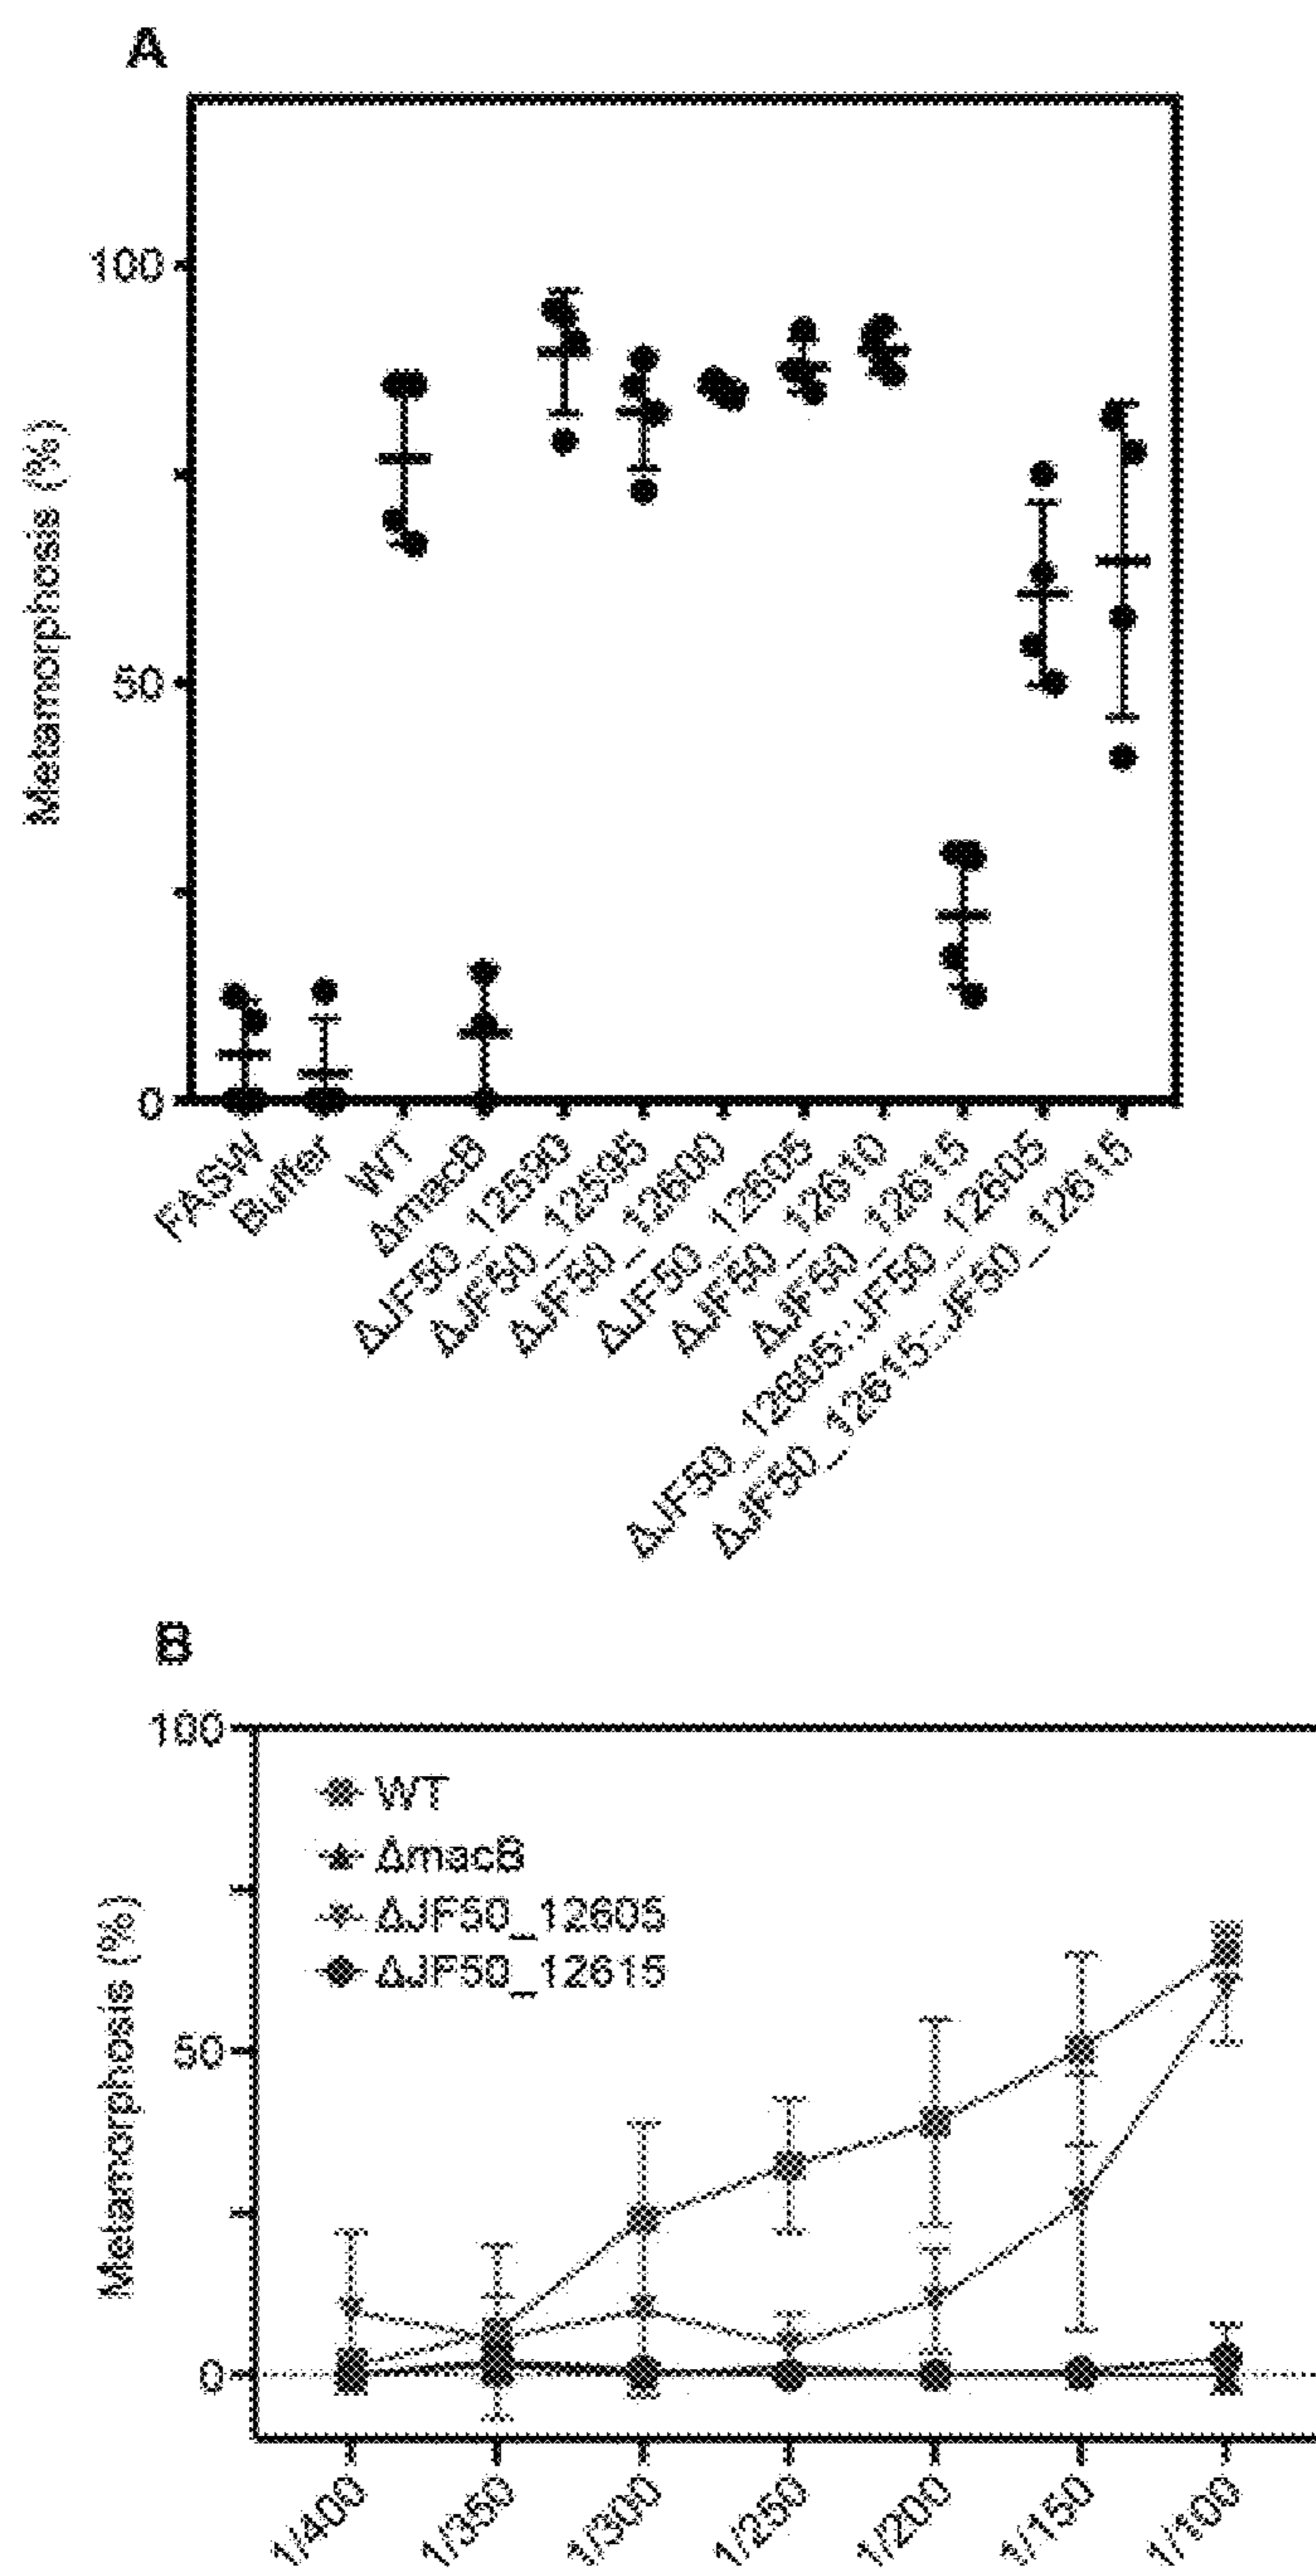 A
Metamorphosis (%)
100
50
0
FASW
Buffer
WT
ΔmacB
ΔJF50_12590
ΔJF50_12595
ΔJF50_12600
ΔJF50_12605
ΔJF50_12610
ΔJF50_12615
ΔJF50_12605::JF50_12605
ΔJF50_12615::JF50_12615
B
Metamorphosis (%)
100
50
0
WT
ΔmacB
ΔJF50_12605
ΔJF50_12615
1/400
1/350
1/300
1/250
1/200
1/150
1/100